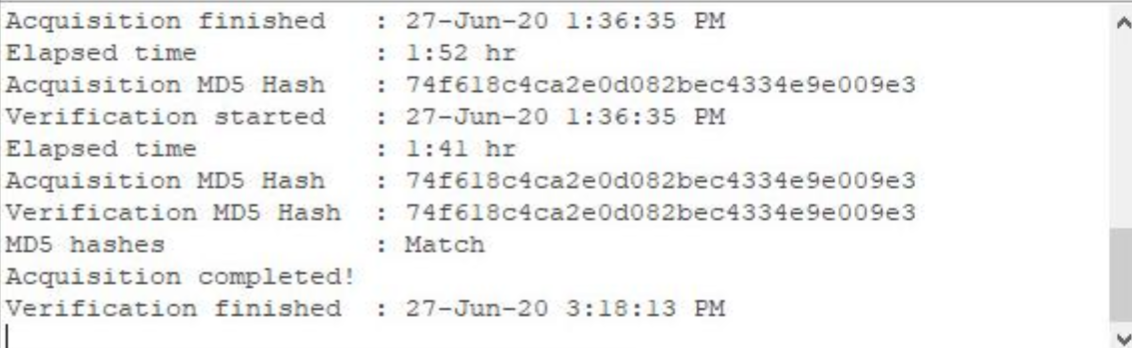 Acquisition finished   : 27-Jun-20 1:36:35 PM
Elapsed time           : 1:52 hr
Acquisition MD5 Hash   : 74f618c4ca2e0d082bec4334e9e009e3
Verification started   : 27-Jun-20 1:36:35 PM
Elapsed time           : 1:41 hr
Acquisition MD5 Hash   : 74f618c4ca2e0d082bec4334e9e009e3
Verification MD5 Hash  : 74f618c4ca2e0d082bec4334e9e009e3
MD5 hashes             : Match
Acquisition completed!
Verification finished  : 27-Jun-20 3:18:13 PM